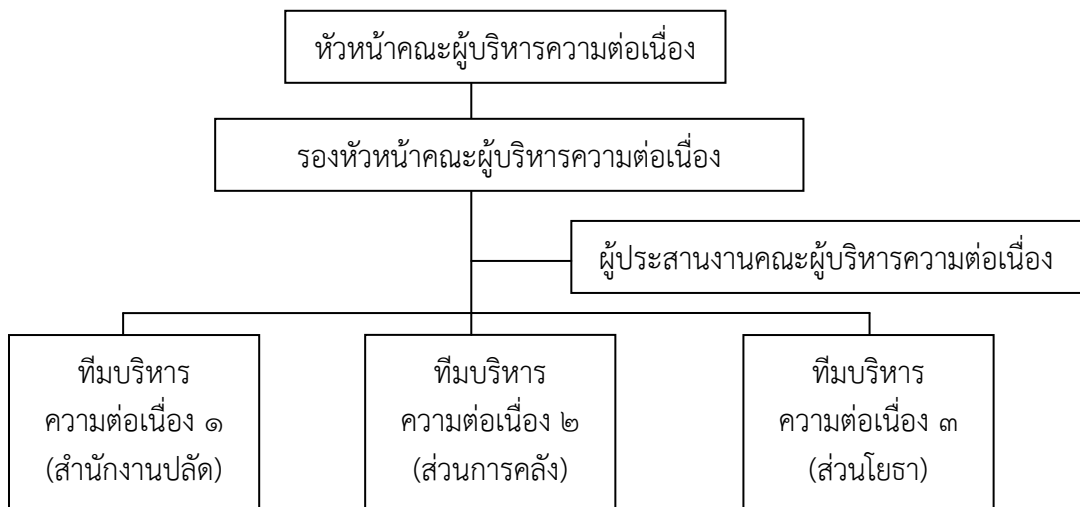 หัวหน้าคณะผู้บริหารความต่อเนื่อง
รองหัวหน้าคณะผู้บริหารความต่อเนื่อง
ผู้ประสานงานคณะผู้บริหารความต่อเนื่อง
ทีมบริหาร
ความต่อเนื่อง ๑
(สำนักงานปลัด)
ทีมบริหาร
ความต่อเนื่อง ๒
(ส่วนการคลัง)
ทีมบริหาร
ความต่อเนื่อง ๓
(ส่วนโยธา)